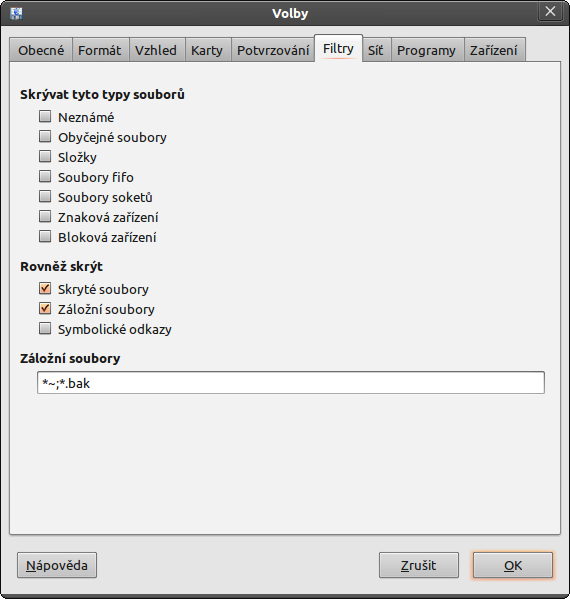 Volby
Obecné Formát Vzhled Karty Potvrzování Filtry Síť Programy Zařízení
Skrývat tyto typy souborů
Neznámé
Obyčejné soubory
Složky
Soubory fifo
Soubory soketů
Znaková zařízení
Bloková zařízení
Rovněž skrýt
Skryté soubory
Záložní soubory
Symbolické odkazy
Záložní soubory
*~;*.bak
Nápověda Zrušit OK